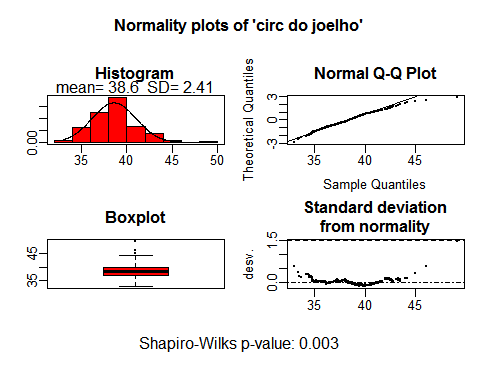 Normality plots of 'circ do joelho'
Histogram
mean= 38.6 SD= 2.41
0.00
35 40 45 50
Normal Q-Q Plot
Theoretical Quantiles
-3 0 3
35 40 45
Sample Quantiles
Boxplot
35 45
Standard deviation
from normality
desv.
0.0 1.5
35 40 45
Shapiro-Wilks p-value: 0.003